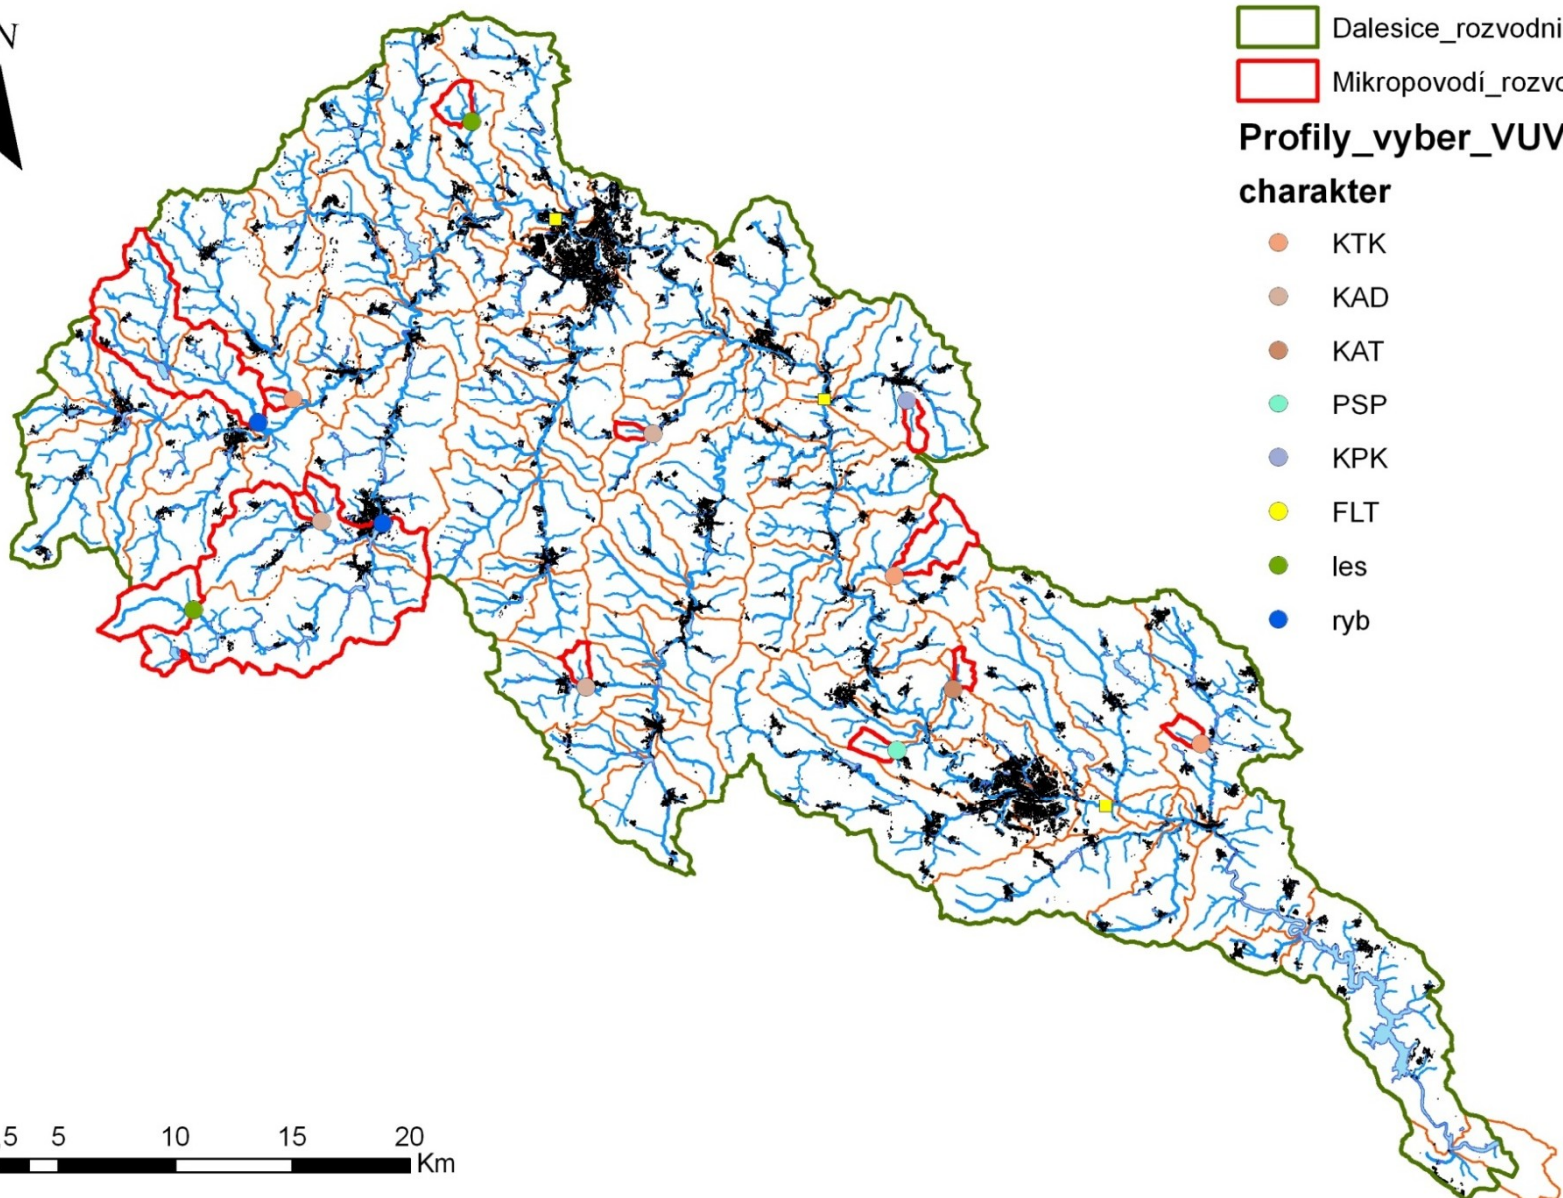 N
Dalesice_rozvodni
Mikropovodí_rozvo
Profily_vyber_VUV
charakter
KTK
KAD
KAT
PSP
KPK
FLT
les
ryb
5 5 10 15 20
Km